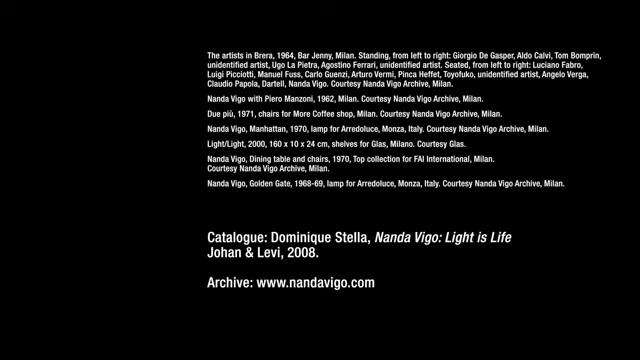 The artists in Brera, 1964, Bar Jenny, Milan. Standing, from left to right: Giorgio De Gasper, Aldo Calvi, Tom Bomprin,
unidentified artist, Ugo La Pietra, Agostino Ferrari, unidentified artist. Seated, from left to right: Luciano Fabro,
Luigi Picciotti, Manuel Fuss, Carlo Guenzi, Arturo Vermi, Pinca Heffet, Toyofuko, unidentified artist, Angelo Verga,
Claudio Papola, Dartell, Nanda Vigo. Courtesy Nanda Vigo Archive, Milan.
Nanda Vigo with Piero Manzoni, 1962, Milan. Courtesy Nanda Vigo Archive, Milan.
Due più, 1971, chairs for More Coffee shop, Milan. Courtesy Nanda Vigo Archive, Milan.
Nanda Vigo, Manhattan, 1970, lamp for Arredoluce, Monza, Italy. Courtesy Nanda Vigo Archive, Milan.
Light/Light, 2000, 160 x 10 x 24 cm, shelves for Glas, Milano. Courtesy Glas.
Nanda Vigo, Dining table and chairs, 1970, Top collection for FAI International, Milan.
Courtesy Nanda Vigo Archive, Milan.
Nanda Vigo, Golden Gate, 1968-69, lamp for Arredoluce, Monza, Italy. Courtesy Nanda Vigo Archive, Milan.
Catalogue: Dominique Stella, Nanda Vigo: Light is Life
Johan & Levi, 2008.
Archive: www.nandavigo.com